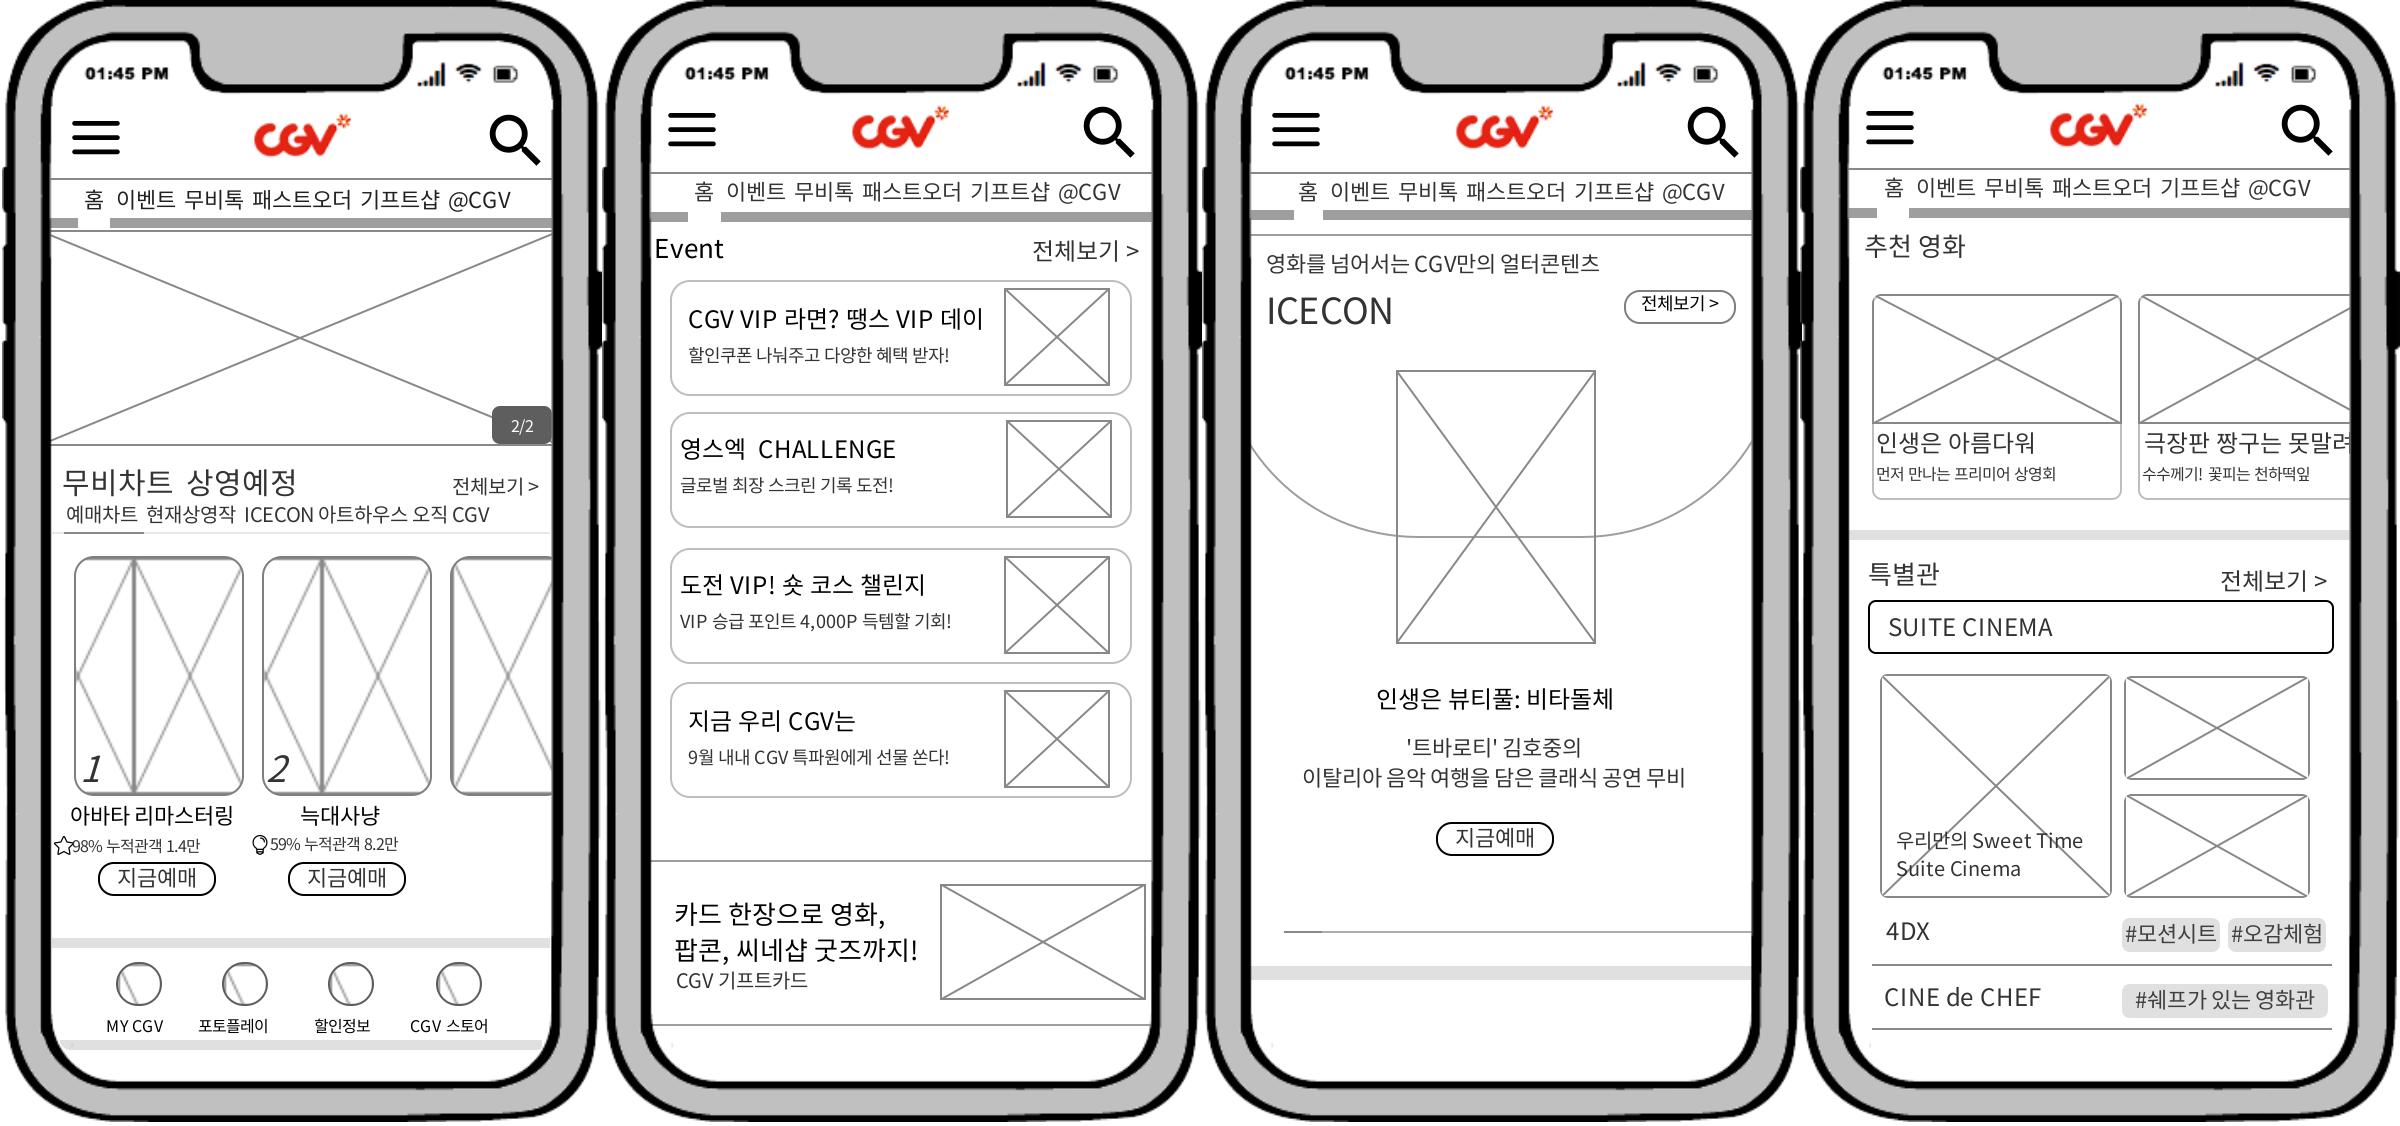 01:45 PM
CGV
홈 이벤트 무비톡 패스트오더 기프트샵 @CGV
2/2
무비차트 상영예정
전체보기 >
예매차트 현재상영작 ICECON 아트하우스 오직 CGV
1
2
아바타 리마스터링
늑대사냥
98% 누적관객 1.4만
59% 누적관객 8.2만
지금예매
지금예매
MY CGV
포토플레이
할인정보
CGV 스토어
01:45 PM
CGV
홈 이벤트 무비톡 패스트오더 기프트샵 @CGV
Event
전체보기 >
CGV VIP 라면? 땡스 VIP 데이
할인쿠폰 나눠주고 다양한 혜택 받자!
영스엑 CHALLENGE
글로벌 최장 스크린 기록 도전!
도전 VIP! 숏 코스 챌린지
VIP 승급 포인트 4,000P 득템할 기회!
지금 우리 CGV는
9월 내내 CGV 특파원에게 선물 쏜다!
카드 한장으로 영화,
팝콘, 씨네샵 굿즈까지!
CGV 기프트카드
01:45 PM
CGV
홈 이벤트 무비톡 패스트오더 기프트샵 @CGV
영화를 넘어서는 CGV만의 얼터콘텐츠
ICECON
전체보기 >
인생은 뷰티풀: 비타돌체
'트바로티' 김호중의
이탈리아 음악 여행을 담은 클래식 공연 무비
지금예매
01:45 PM
CGV
홈 이벤트 무비톡 패스트오더 기프트샵 @CGV
추천 영화
인생은 아름다워
먼저 만나는 프리미어 상영회
극장판 짱구는 못말려
수수께기! 꽃피는 천하떡잎
특별관
전체보기 >
SUITE CINEMA
우리만의 Sweet Time
Suite Cinema
4DX
#모션시트 #오감체험
CINE de CHEF
#쉐프가 있는 영화관